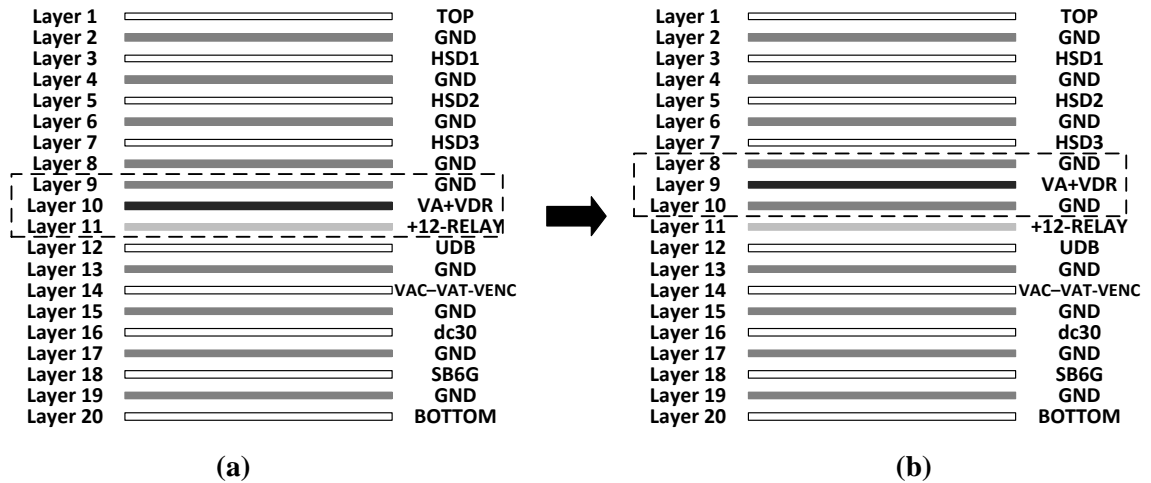 Layer 1 TOP
Layer 2 GND
Layer 3 HSD1
Layer 4 GND
Layer 5 HSD2
Layer 6 GND
Layer 7 HSD3
Layer 8 GND
Layer 9 GND
Layer 10 VA+VDR
Layer 11 +12-RELAY
Layer 12 UDB
Layer 13 GND
Layer 14 VAC–VAT-VENC
Layer 15 GND
Layer 16 dc30
Layer 17 GND
Layer 18 SB6G
Layer 19 GND
Layer 20 BOTTOM
(a)
Layer 1 TOP
Layer 2 GND
Layer 3 HSD1
Layer 4 GND
Layer 5 HSD2
Layer 6 GND
Layer 7 HSD3
Layer 8 GND
Layer 9 VA+VDR
Layer 10 GND
Layer 11 +12-RELAY
Layer 12 UDB
Layer 13 GND
Layer 14 VAC–VAT-VENC
Layer 15 GND
Layer 16 dc30
Layer 17 GND
Layer 18 SB6G
Layer 19 GND
Layer 20 BOTTOM
(b)